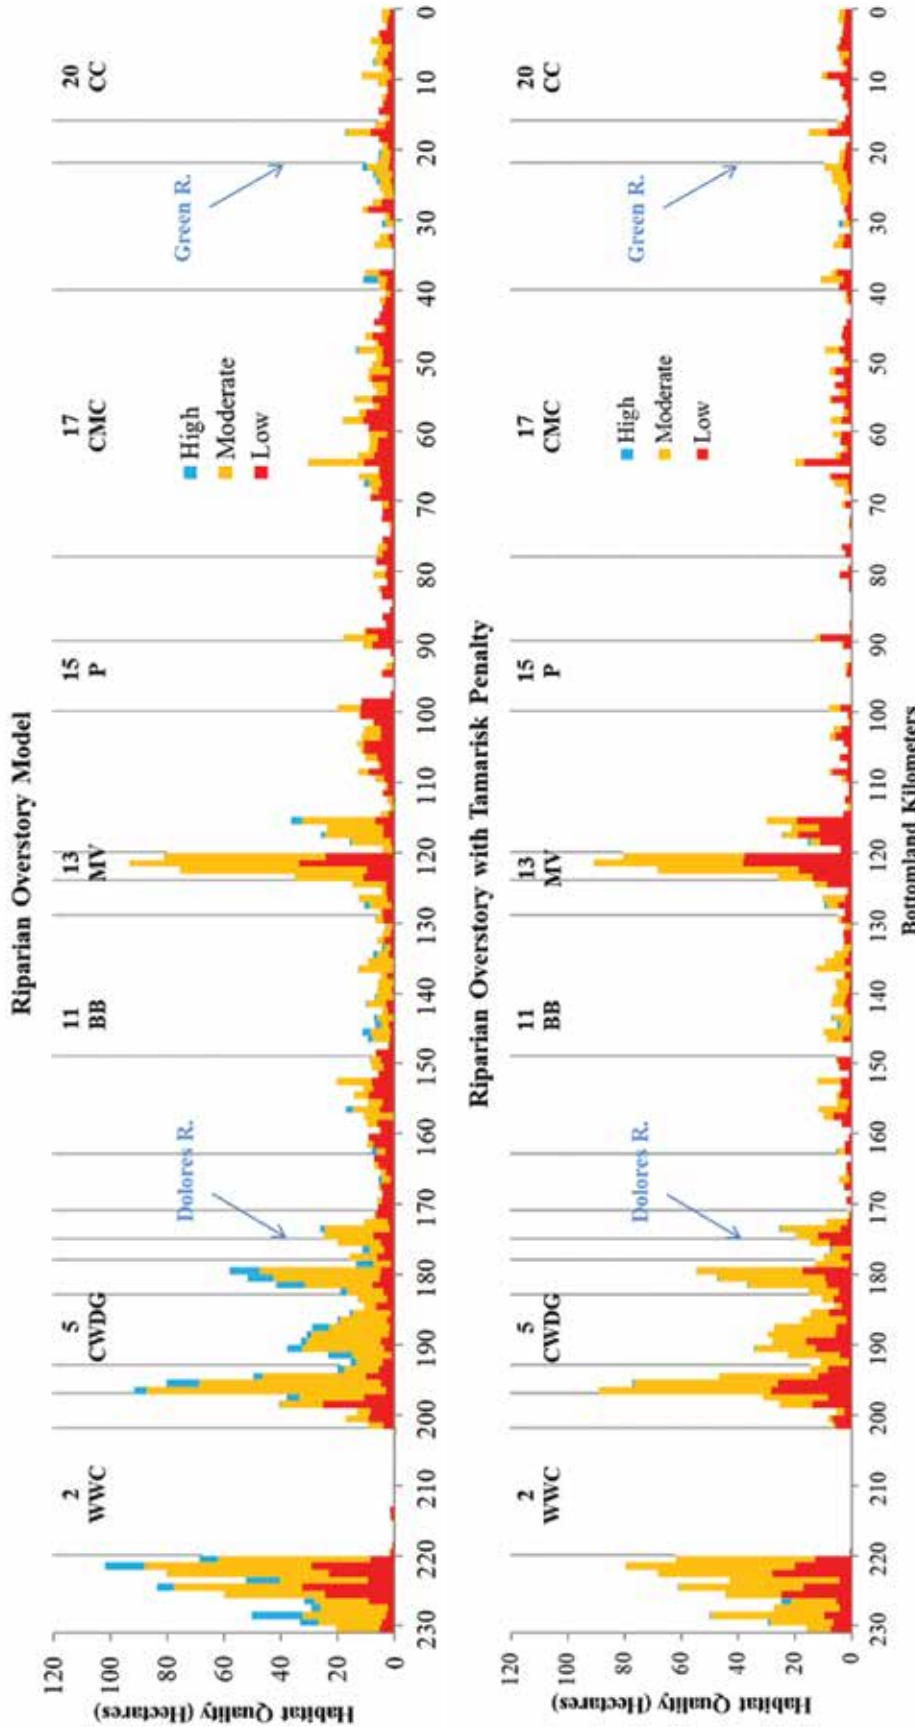 Riparian Overstory Model
Habitat Quality (Hectares)
120
100
80
60
40
20
0
2
WWC
5
CWDG
Dolores R.
11
BB
13
MV
15
P
17
CMC
High
Moderate
Low
Green R.
20
CC
230 220 210 200 190 180 170 160 150 140 130 120 110 100 90 80 70 60 50 40 30 20 10 0
Riparian Overstory with Tamarisk Penalty
Habitat Quality (Hectares)
120
100
80
60
40
20
0
2
WWC
5
CWDG
Dolores R.
11
BB
13
MV
15
P
17
CMC
High
Moderate
Low
Green R.
20
CC
230 220 210 200 190 180 170 160 150 140 130 120 110 100 90 80 70 60 50 40 30 20 10 0
Bottomland Kilometers